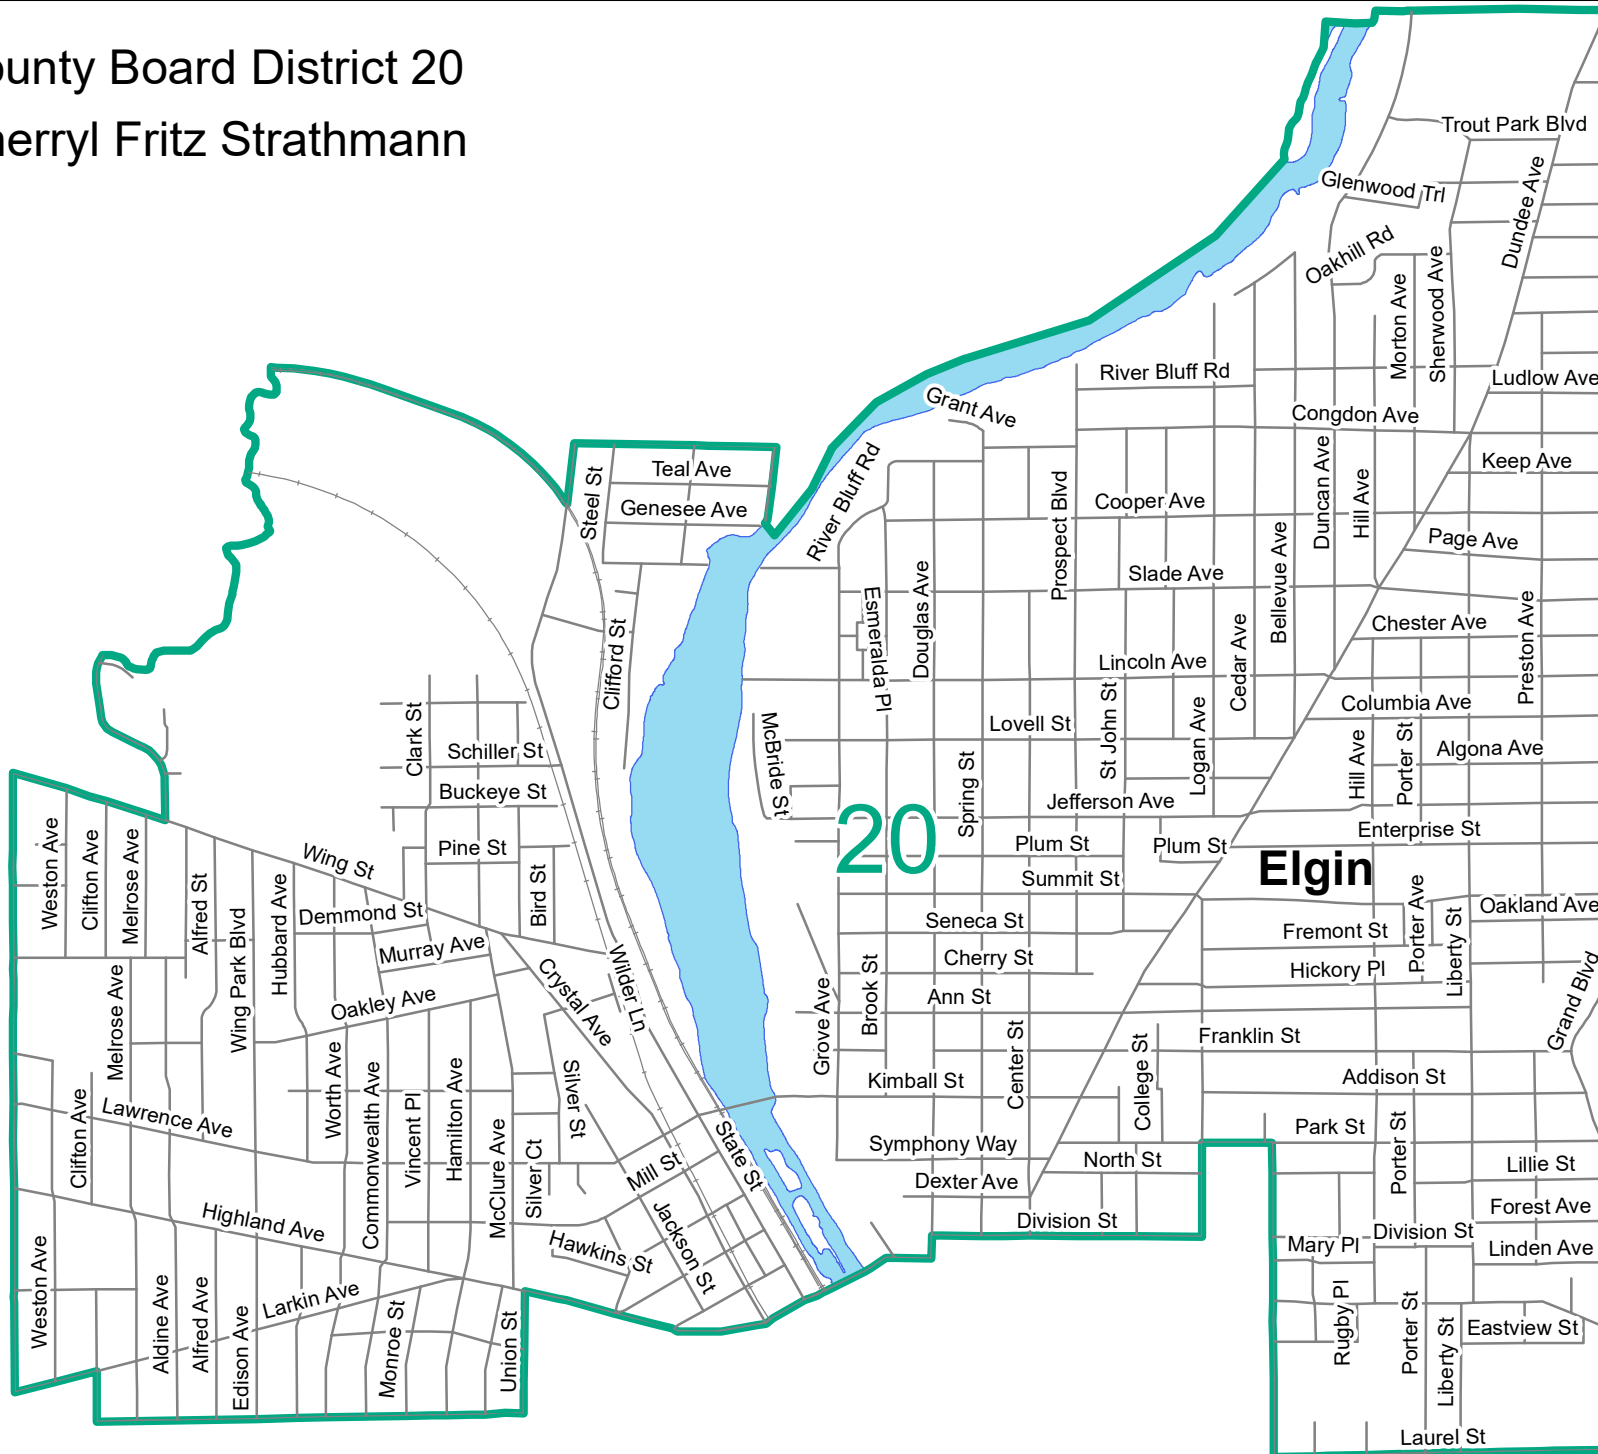 ounty Board District 20
herryl Fritz Strathmann
Trout Park Blvd
Glenwood Trl
Dundee Ave
Oakhill Rd
Morton Ave
Sherwood Ave
River Bluff Rd
Ludlow Ave
Grant Ave
Congdon Ave
Teal Ave
Steel St
Genesee Ave
River Bluff Rd
Prospect Blvd
Cooper Ave
Duncan Ave
Hill Ave
Keep Ave
Page Ave
Bellevue Ave
Slade Ave
Esmeralda Pl
Douglas Ave
Clifford St
Cedar Ave
Chester Ave
Preston Ave
Lincoln Ave
St John St
Logan Ave
Columbia Ave
Clark St
Schiller St
McBride St
Lovell St
Hill Ave
Porter St
Algona Ave
Buckeye St
Spring St
Jefferson Ave
20
Enterprise St
Weston Ave
Clifton Ave
Melrose Ave
Wing St
Pine St
Bird St
Plum St
Plum St
Elgin
Summit St
Alfred St
Wing Park Blvd
Hubbard Ave
Demmond St
Seneca St
Porter Ave
Liberty St
Oakland Ave
Fremont St
Murray Ave
Crystal Ave
Wilder Ln
Cherry St
Hickory Pl
Grand Blvd
Melrose Ave
Oakley Ave
Grove Ave
Brook St
Ann St
Franklin St
Center St
College St
Worth Ave
Commonwealth Ave
Vincent Pl
Hamilton Ave
Silver St
Kimball St
Addison St
Clifton Ave
Lawrence Ave
McClure Ave
Silver Ct
State St
Mill St
Symphony Way
North St
Park St
Porter St
Lillie St
Dexter Ave
Highland Ave
Jackson St
Division St
Forest Ave
Division St
Mary Pl
Linden Ave
Hawkins St
Weston Ave
Aldine Ave
Alfred Ave
Edison Ave
Larkin Ave
Monroe St
Union St
Rugby Pl
Porter St
Liberty St
Eastview St
Laurel St